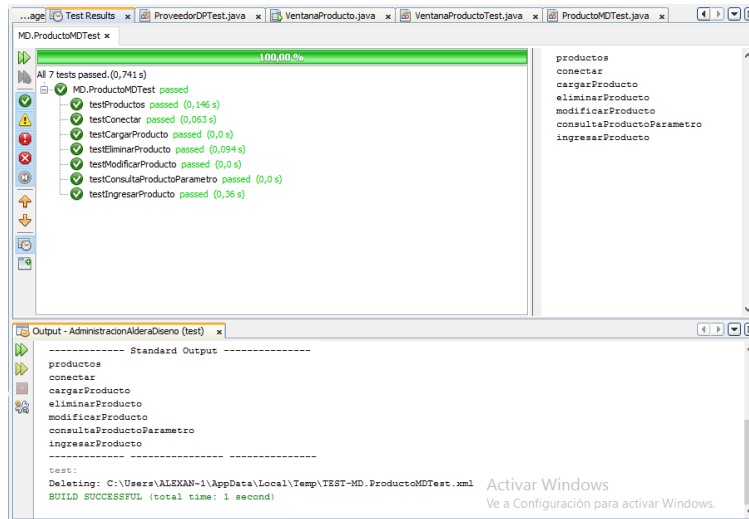 ...age Test Results x ProveedorDPTest.java x VentanaProducto.java x VentanaProductoTest.java x ProductoMDTest.java x
MD.ProductoMDTest x
100,00 %
All 7 tests passed.(0,741 s)
MD.ProductoMDTest passed
testProductos passed (0,146 s)
testConectar passed (0,063 s)
testCargarProducto passed (0,0 s)
testEliminarProducto passed (0,094 s)
testModificarProducto passed (0,0 s)
testConsultaProductoParametro passed (0,0 s)
testIngresarProducto passed (0,36 s)
productos
conectar
cargarProducto
eliminarProducto
modificarProducto
consultaProductoParametro
ingresarProducto
Output - AdministracionAlderaDiseno (test) x
------------- Standard Output ---------------
productos
conectar
cargarProducto
eliminarProducto
modificarProducto
consultaProductoParametro
ingresarProducto
------------- ---------------- ---------------
test:
Deleting: C:\Users\ALEXAN~1\AppData\Local\Temp\TEST-MD.ProductoMDTest.xml
BUILD SUCCESSFUL (total time: 1 second)
Activar Windows
Ve a Configuración para activar Windows.